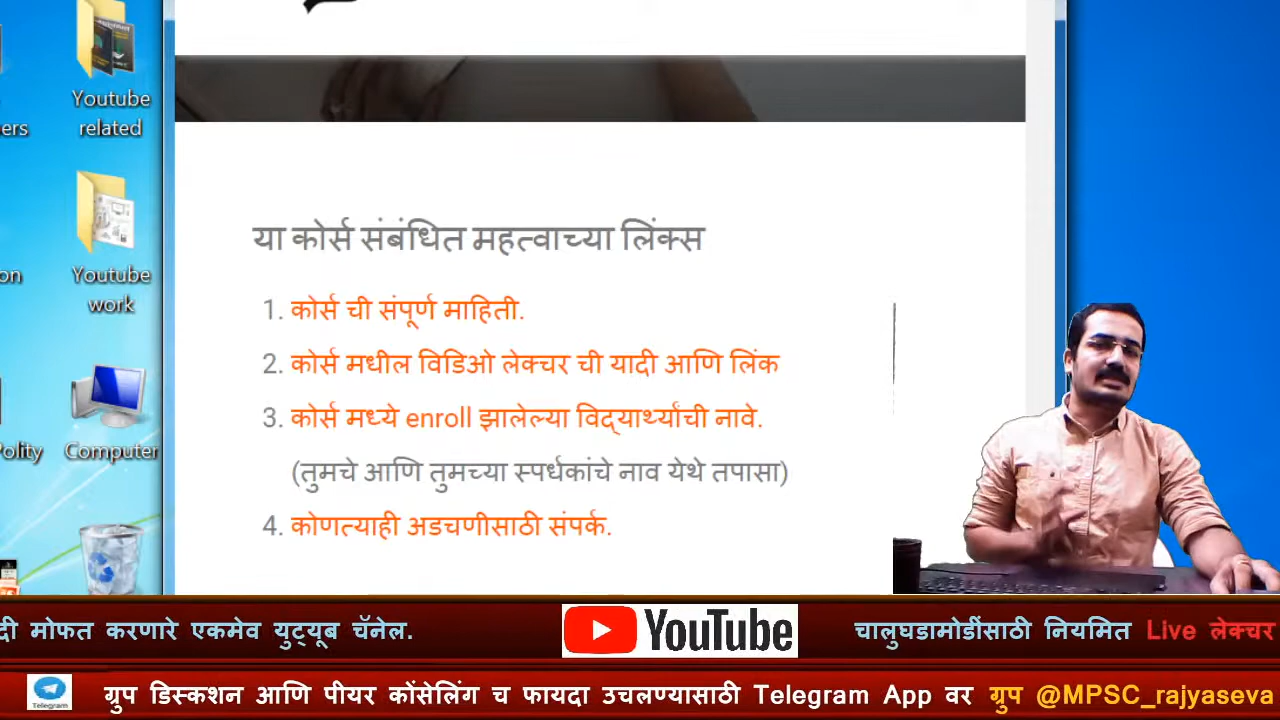 Youtube
related
ers
Youtube
work
on
Computer
olity
या कोर्स संबंधित महत्वाच्या लिंक्स
1. कोर्स ची संपूर्ण माहिती.
2. कोर्स मधील विडिओ लेक्चर ची यादी आणि लिंक
3. कोर्स मध्ये enroll झालेल्या विद्यार्थ्यांची नावे.
(तुमचे आणि तुमच्या स्पर्धकांचे नाव येथे तपासा)
4. कोणत्याही अडचणीसाठी संपर्क.
दी मोफत करणारे एकमेव युट्यूब चॅनेल.
YouTube
चालुघडामोडींसाठी नियमित Live लेक्चर
Telegram
ग्रुप डिस्कशन आणि पीयर कोंसेलिंग च फायदा उचलण्यासाठी Telegram App वर ग्रुप @MPSC_rajyaseva